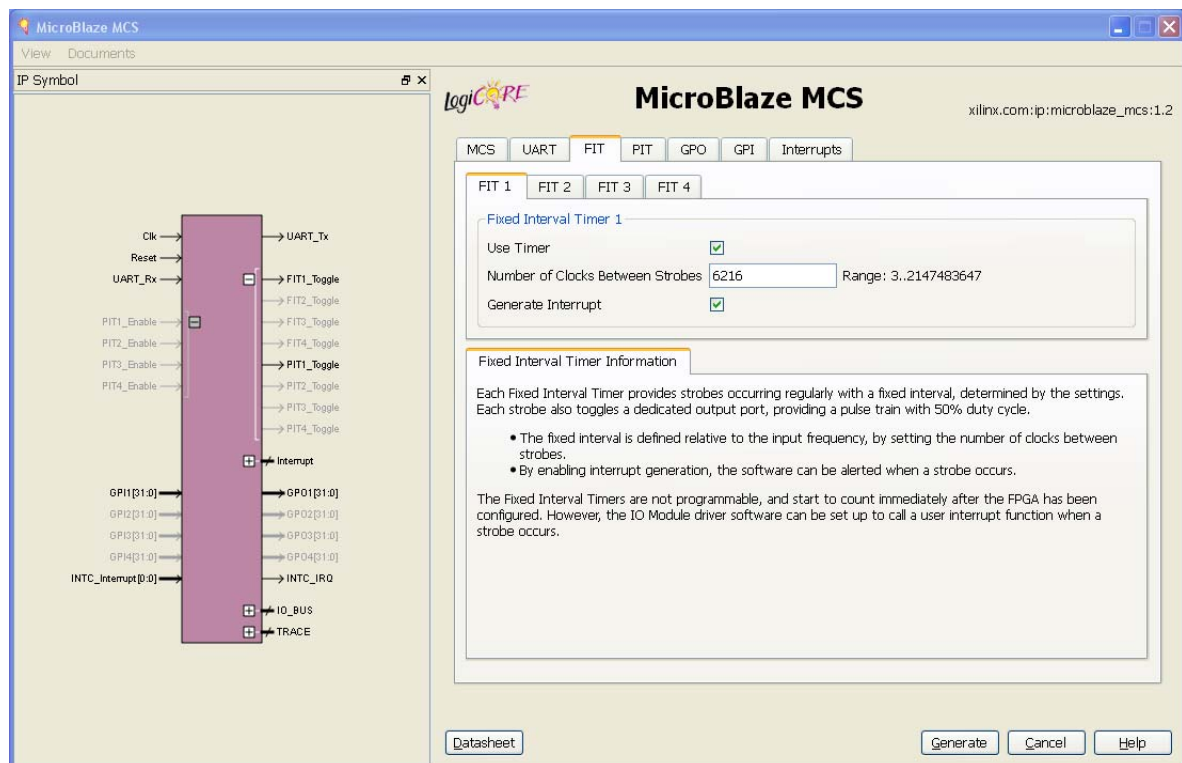 MicroBlaze MCS
View Documents
IP Symbol
Clk
Reset
UART_Rx
PIT1_Enable
PIT2_Enable
PIT3_Enable
PIT4_Enable
GPI1[31:0]
GPI2[31:0]
GPI3[31:0]
GPI4[31:0]
INTC_Interrupt[0:0]
UART_Tx
FIT1_Toggle
FIT2_Toggle
FIT3_Toggle
FIT4_Toggle
PIT1_Toggle
PIT2_Toggle
PIT3_Toggle
PIT4_Toggle
Interrupt
GPO1[31:0]
GPO2[31:0]
GPO3[31:0]
GPO4[31:0]
INTC_IRQ
IO_BUS
TRACE
logiCORE
MicroBlaze MCS
xilinx.com:ip:microblaze_mcs:1.2
MCS UART FIT PIT GPO GPI Interrupts
FIT 1 FIT 2 FIT 3 FIT 4
Fixed Interval Timer 1
Use Timer
Number of Clocks Between Strobes 6216 Range: 3..2147483647
Generate Interrupt
Fixed Interval Timer Information
Each Fixed Interval Timer provides strobes occurring regularly with a fixed interval, determined by the settings.
Each strobe also toggles a dedicated output port, providing a pulse train with 50% duty cycle.
• The fixed interval is defined relative to the input frequency, by setting the number of clocks between
strobes.
• By enabling interrupt generation, the software can be alerted when a strobe occurs.
The Fixed Interval Timers are not programmable, and start to count immediately after the FPGA has been
configured. However, the IO Module driver software can be set up to call a user interrupt function when a
strobe occurs.
Datasheet
Generate Cancel Help